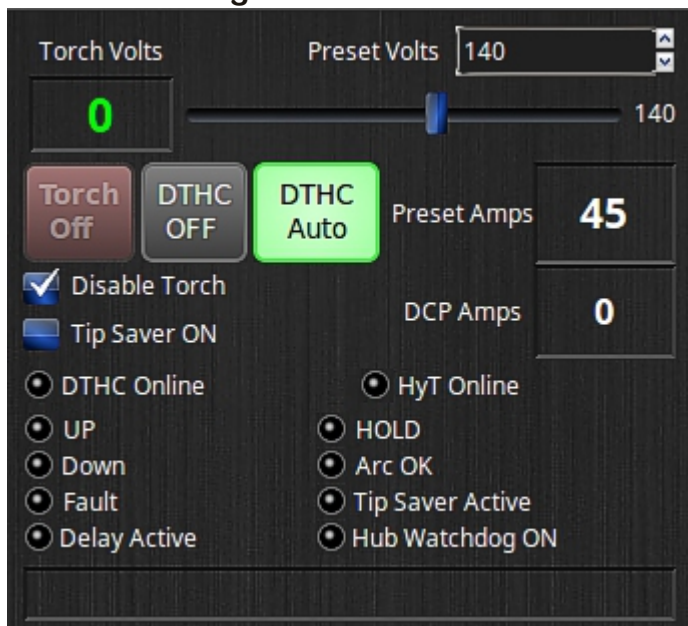 Torch Volts
Preset Volts
140
0
140
Torch Off
DTHC OFF
DTHC Auto
Preset Amps
45
Disable Torch
DCP Amps
0
Tip Saver ON
DTHC Online
HyT Online
UP
HOLD
Down
Arc OK
Fault
Tip Saver Active
Delay Active
Hub Watchdog ON